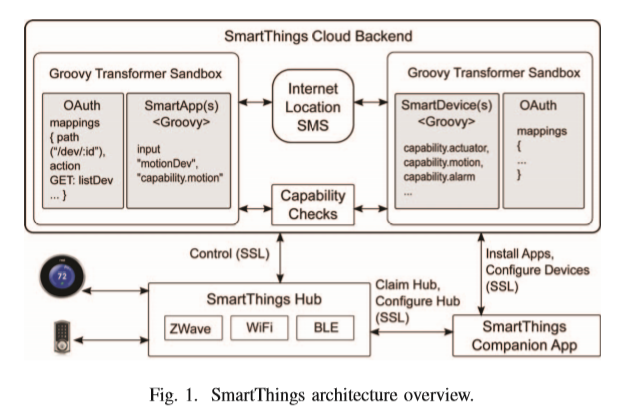 SmartThings Cloud Backend
Groovy Transformer Sandbox
OAuth
mappings
{ path
("/dev/:id"),
action
GET: listDev
... }
SmartApp(s)
<Groovy>
input
"motionDev",
"capability.motion"
Internet
Location
SMS
Capability
Checks
Groovy Transformer Sandbox
SmartDevice(s)
<Groovy>
capability.actuator,
capability.motion,
capability.alarm
...
OAuth
mappings
{
...
}
Control (SSL)
Install Apps,
Configure Devices
(SSL)
72
SmartThings Hub
ZWave
WiFi
BLE
Claim Hub,
Configure Hub
(SSL)
SmartThings
Companion App
Fig. 1. SmartThings architecture overview.